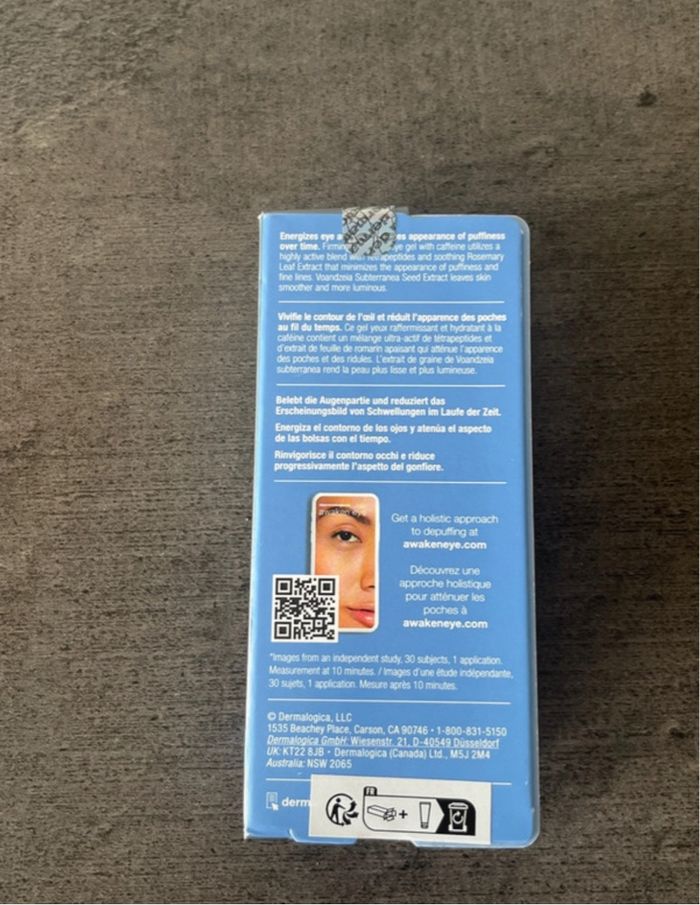 Energizes eye a es appearance of puffiness
over time. Firming ye gel with caffeine utilizes a
highly active blend with Tetrapeptides and soothing Rosemary
Leaf Extract that minimizes the appearance of puffiness and
fine lines. Voandzeia Subterranea Seed Extract leaves skin
smoother and more luminous.
Vivifie le contour de l'œil et réduit l'apparence des poches
au fil du temps. Ce gel yeux raffermissant et hydratant à la
caféine contient un mélange ultra-actif de tétrapeptides et
d'extrait de feuille de romarin apaisant qui atténue l'apparence
des poches et des ridules. L'extrait de graine de Voandzeia
subterranea rend la peau plus lisse et plus lumineuse.
Belebt die Augenpartie und reduziert das
Erscheinungsbild von Schwellungen im Laufe der Zeit.
Energiza el contorno de los ojos y atenúa el aspecto
de las bolsas con el tiempo.
Rinvigorisce il contorno occhi e riduce
progressivamente l'aspetto del gonfiore.
awaken eye
Get a holistic approach
to depuffing at
awakeneye.com
Découvrez une
approche holistique
pour atténuer les
poches à
awakeneye.com
*Images from an independent study, 30 subjects, 1 application.
Measurement at 10 minutes. / Images d'une étude indépendante,
30 sujets, 1 application. Mesure après 10 minutes.
© Dermalogica, LLC
1535 Beachey Place, Carson, CA 90746 • 1-800-831-5150
Dermalogica GmbH: Wiesenstr. 21, D-40549 Düsseldorf
UK: KT22 8JB • Dermalogica (Canada) Ltd., M5J 2M4
Australia: NSW 2065
derm
FR
+